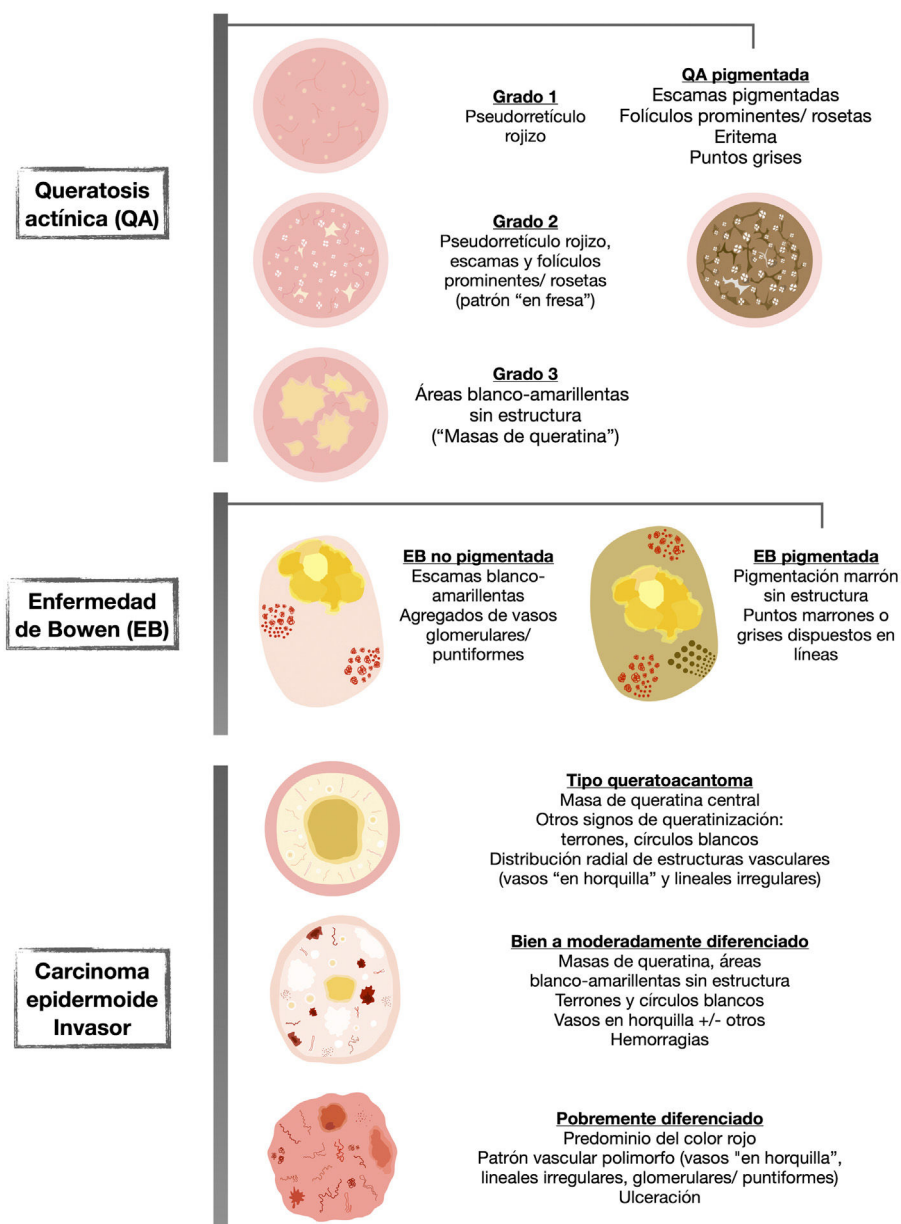 Queratosis
actínica (QA)
Grado 1
Pseudorretículo
rojizo
QA pigmentada
Escamas pigmentadas
Folículos prominentes/ rosetas
Eritema
Puntos grises
Grado 2
Pseudorretículo rojizo,
escamas y folículos
prominentes/ rosetas
(patrón “en fresa”)
Grado 3
Áreas blanco-amarillentas
sin estructura
(“Masas de queratina”)
Enfermedad
de Bowen (EB)
EB no pigmentada
Escamas blanco-
amarillentas
Agregados de vasos
glomerulares/
puntiformes
EB pigmentada
Pigmentación marrón
sin estructura
Puntos marrones o
grises dispuestos en
líneas
Carcinoma
epidermoide
Invasor
Tipo queratoacantoma
Masa de queratina central
Otros signos de queratinización:
terrones, círculos blancos
Distribución radial de estructuras vasculares
(vasos “en horquilla” y lineales irregulares)
Bien a moderadamente diferenciado
Masas de queratina, áreas
blanco-amarillentas sin estructura
Terrones y círculos blancos
Vasos en horquilla +/- otros
Hemorragias
Pobremente diferenciado
Predominio del color rojo
Patrón vascular polimorfo (vasos "en horquilla”,
lineales irregulares, glomerulares/ puntiformes)
Ulceración